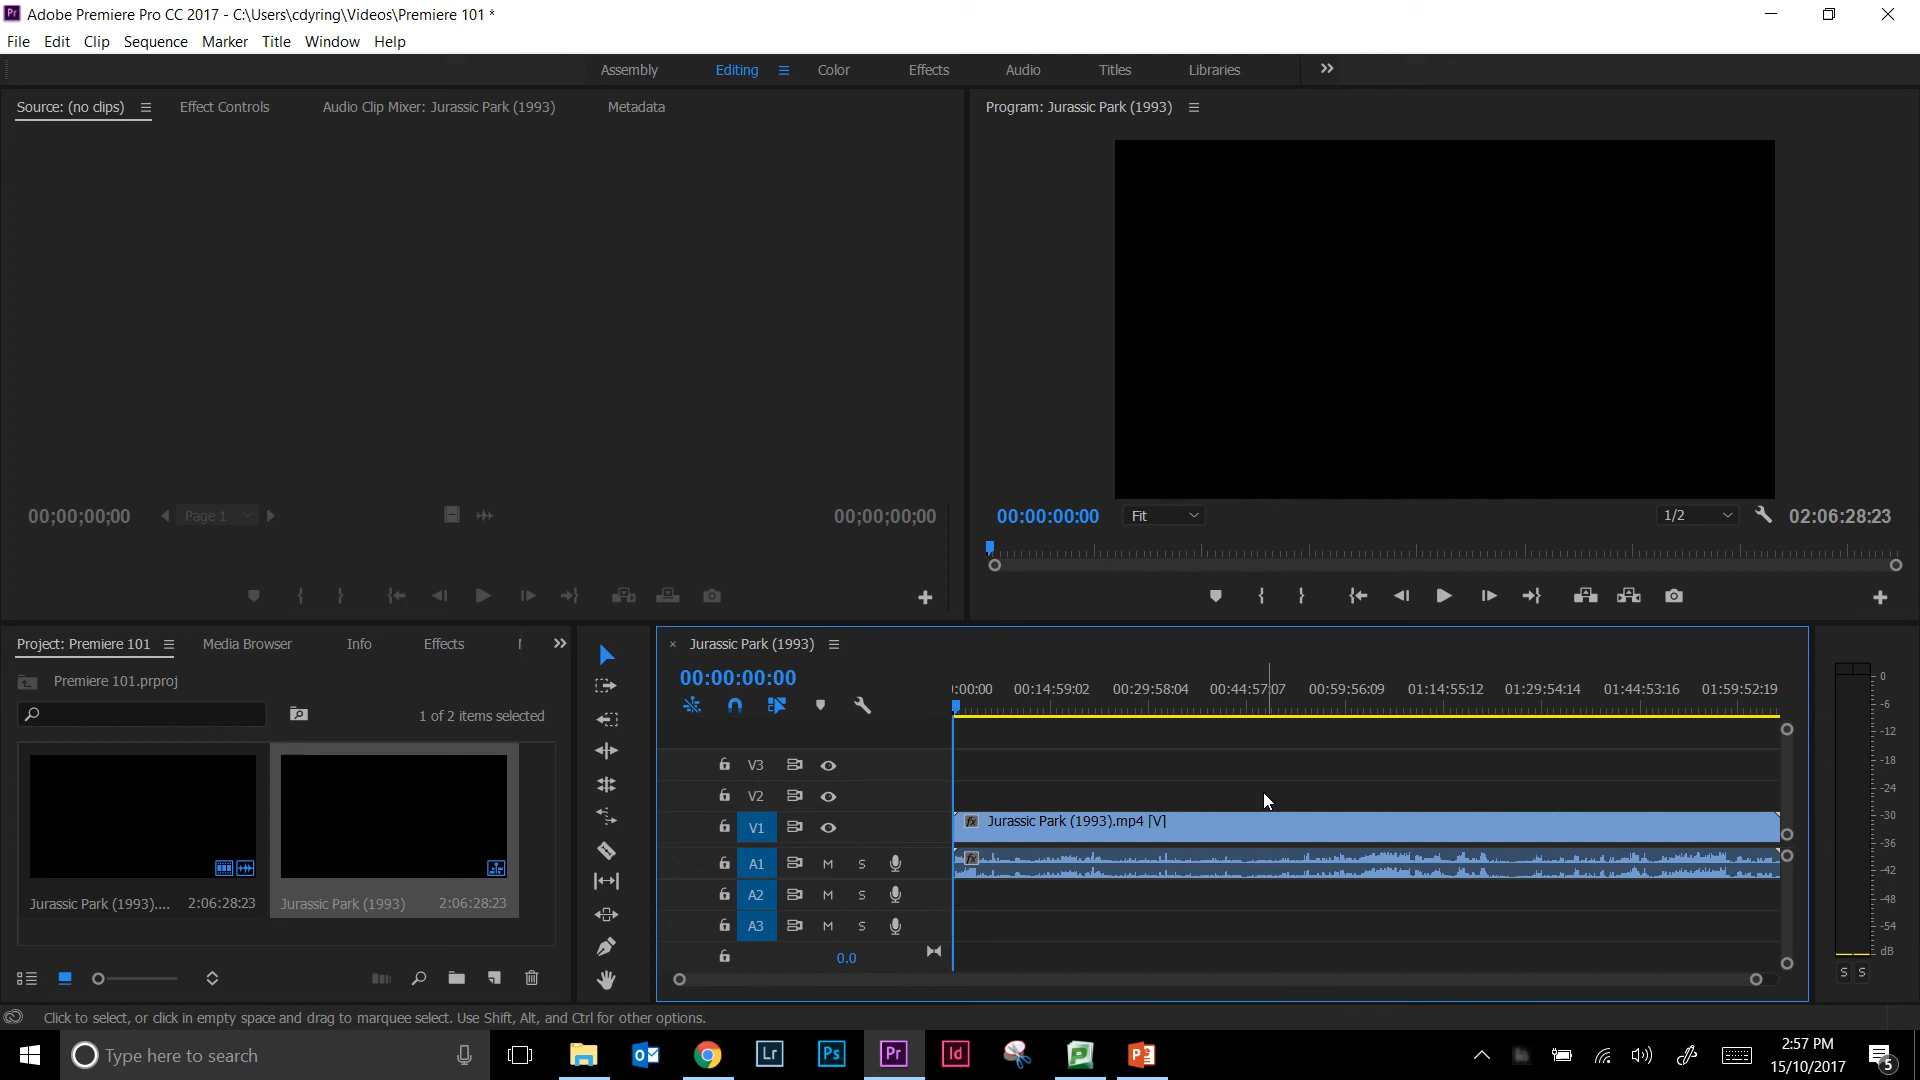 Adobe Premiere Pro CC 2017 - C:\Users\cdyring\Videos\Premiere 101 *
File Edit Clip Sequence Marker Title Window Help
Assembly Editing Color Effects Audio Titles Libraries
Source: (no clips) Effect Controls Audio Clip Mixer: Jurassic Park (1993) Metadata
Program: Jurassic Park (1993)
00;00;00;00 Page 1 00;00;00;00
00:00:00:00 Fit 1/2 02:06:28:23
Project: Premiere 101 Media Browser Info Effects
Premiere 101.prproj
1 of 2 items selected
Jurassic Park (1993).... 2:06:28:23
Jurassic Park (1993) 2:06:28:23
Jurassic Park (1993)
00:00:00:00
:00:00 00:14:59:02 00:29:58:04 00:44:57:07 00:59:56:09 01:14:55:12 01:29:54:14 01:44:53:16 01:59:52:19
V3
V2
V1 fx Jurassic Park (1993).mp4 [V]
A1 M S fx
A2 M S
A3 M S
0.0
0
-6
-12
-18
-24
-30
-36
-42
-48
-54
dB
S S
Click to select, or click in empty space and drag to marquee select. Use Shift, Alt, and Ctrl for other options.
Type here to search
Lr Ps Pr Id
2:57 PM
15/10/2017
5